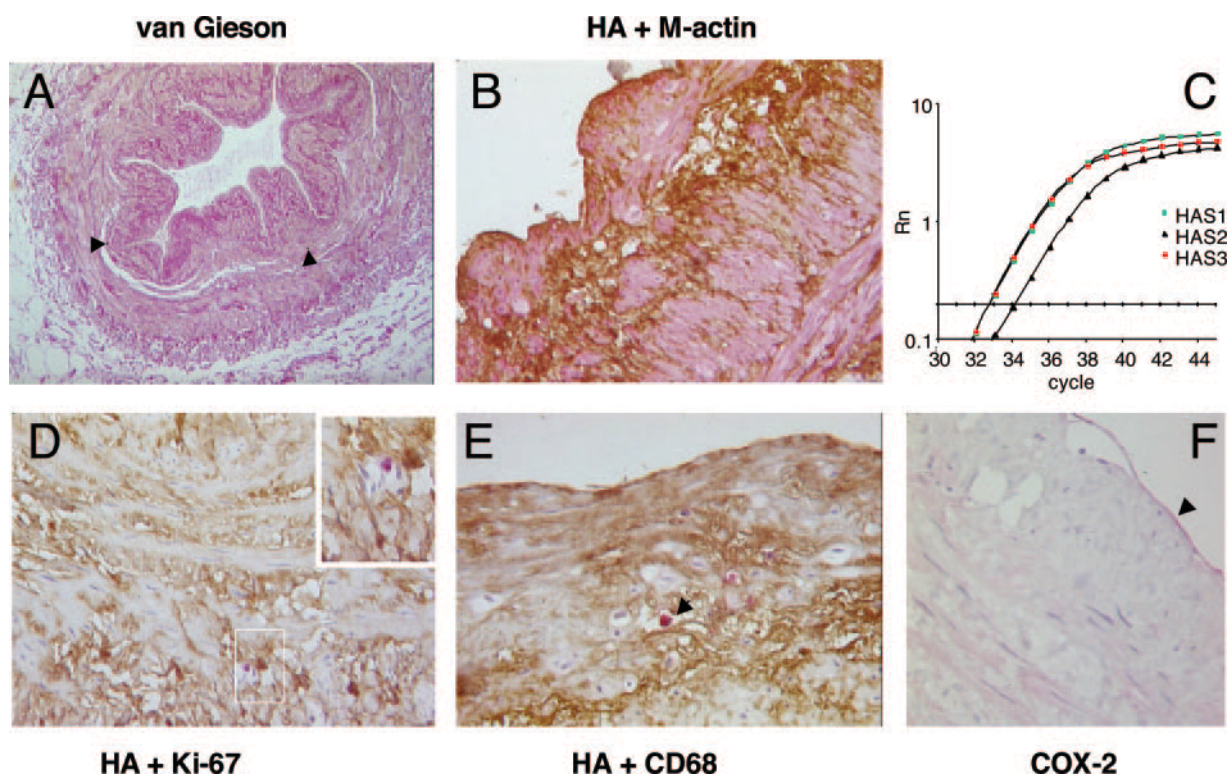 van Gieson
HA + M-actin
A
B
C
10
1
0.1
Rn
HAS1
HAS2
HAS3
30 32 34 36 38 40 42 44
cycle
D
E
F
HA + Ki-67
HA + CD68
COX-2